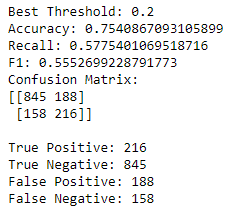 Best Threshold: 0.2
Accuracy: 0.7540867093105899
Recall: 0.5775401069518716
F1: 0.5552699228791773
Confusion Matrix:
[[845 188]
 [158 216]]

True Positive: 216
True Negative: 845
False Positive: 188
False Negative: 158